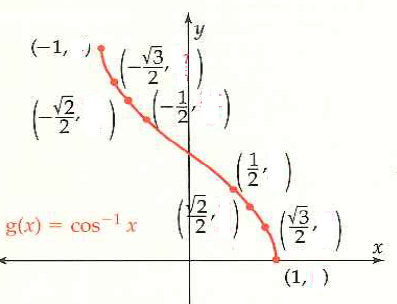 y
(−1, )
(−√3/2, )
(−√2/2, )
(−1/2, )
(1/2, )
(√2/2, )
(√3/2, )
g(x) = cos⁻¹ x
x
(1, )